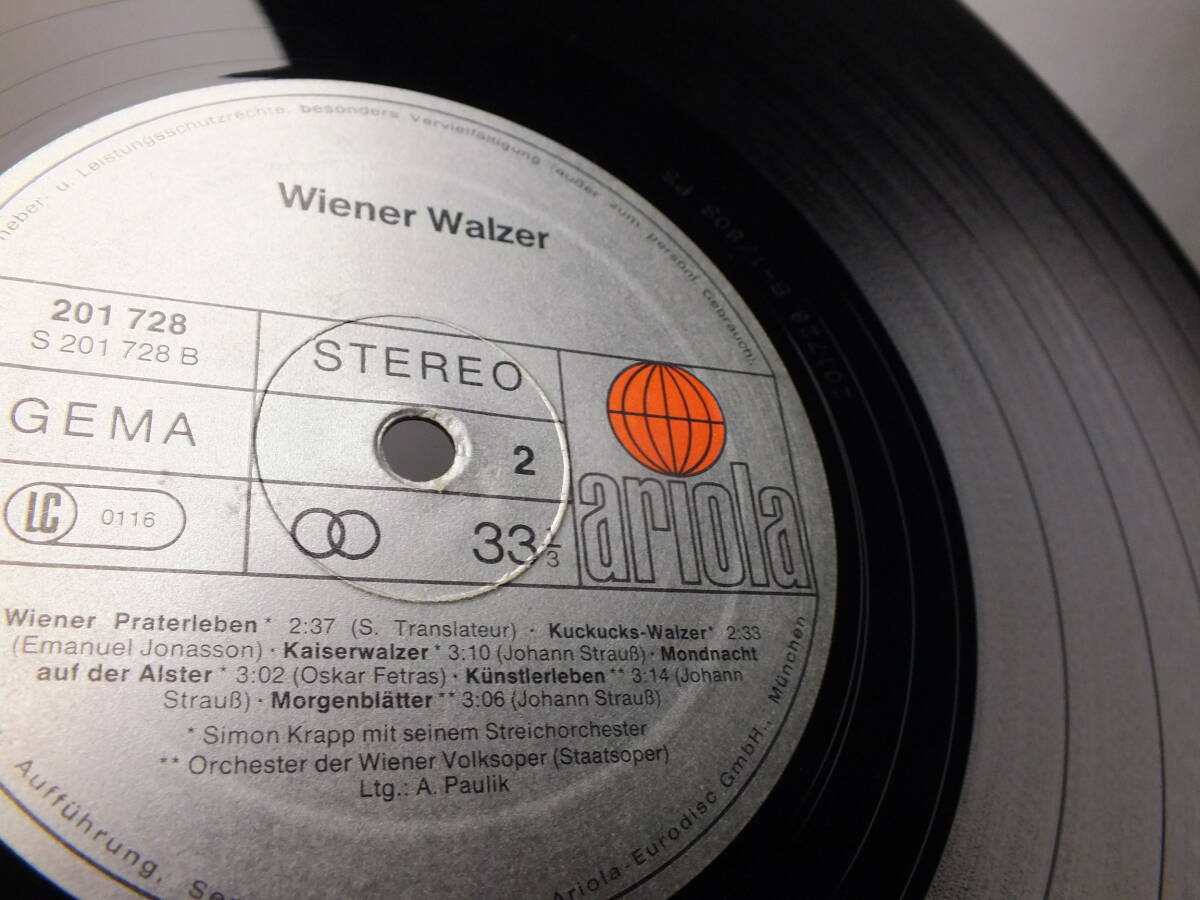 u. Leistungsschutzrechte, besonders Vervielfältigung (außer zum persönl. Gebrauch),
Wiener Walzer
201 728
S 201 728 B
STEREO
GEMA
2
LC 0116
33 1/3
ariola
Wiener Praterleben* 2:37 (S. Translateur) · Kuckucks-Walzer* 2:33
(Emanuel Jonasson) · Kaiserwalzer* 3:10 (Johann Strauß) · Mondnacht
auf der Alster* 3:02 (Oskar Fetras) · Künstlerleben** 3:14 (Johann
Strauß) · Morgenblätter** 3:06 (Johann Strauß)
* Simon Krapp mit seinem Streichorchester
** Orchester der Wiener Volksoper (Staatsoper)
Ltg.: A. Paulik
Aufführung,
Ariola-Eurodisc GmbH., München